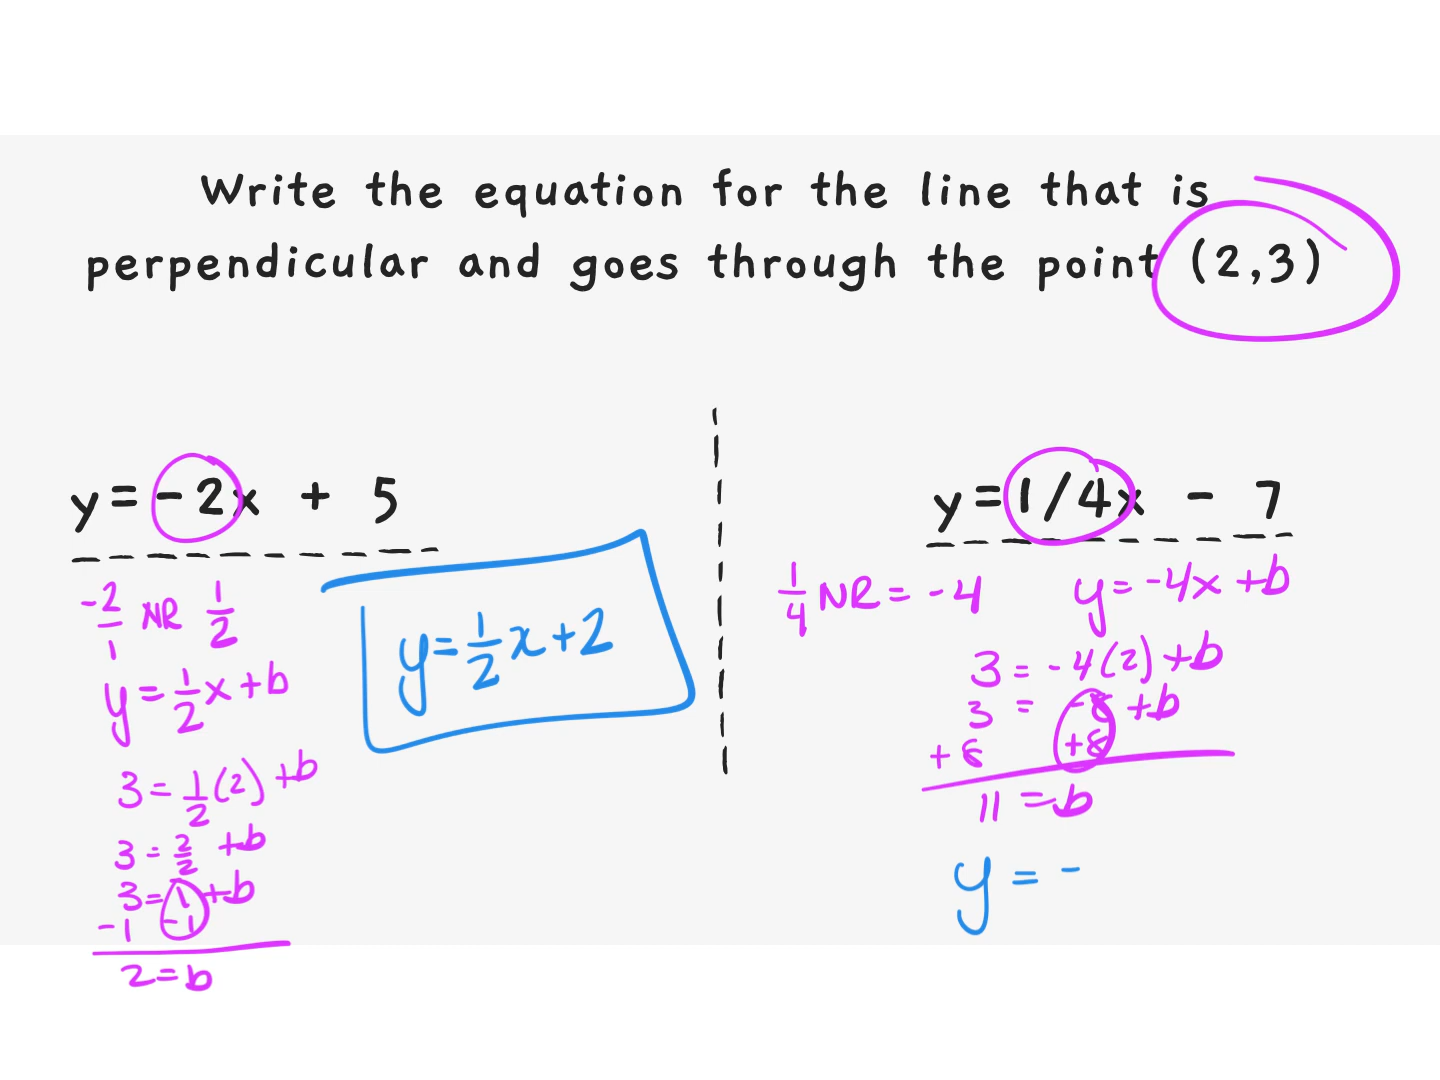 Write the equation for the line that is
perpendicular and goes through the point (2,3)
y = -2x + 5
-2/1 NR 1/2
y = 1/2 x + b
3 = 1/2 (2) + b
3 = 2/2 + b
3 = 1 + b
-1 -1
2 = b
y = 1/2 x + 2
y = 1/4x - 7
1/4 NR = -4
y = -4x + b
3 = -4(2) + b
3 = -8 + b
+8 +8
11 = b
y = -